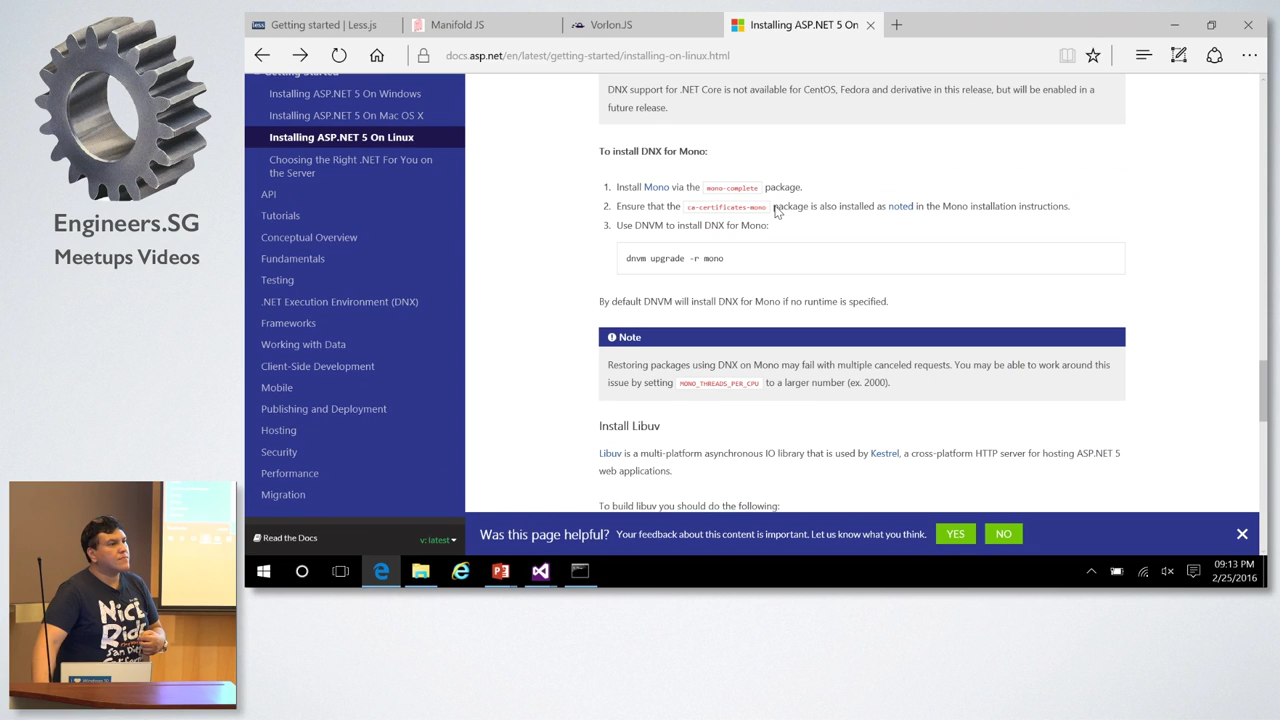 Engineers.SG
Meetups Videos
less
Getting started | Less.js
Manifold JS
Vorlon.JS
Installing ASP.NET 5 On
docs.asp.net/en/latest/getting-started/installing-on-linux.html
Getting Started
Installing ASP.NET 5 On Windows
Installing ASP.NET 5 On Mac OS X
Installing ASP.NET 5 On Linux
Choosing the Right .NET For You on
the Server
API
Tutorials
Conceptual Overview
Fundamentals
Testing
.NET Execution Environment (DNX)
Frameworks
Working with Data
Client-Side Development
Mobile
Publishing and Deployment
Hosting
Security
Performance
Migration
Read the Docs
v: latest
DNX support for .NET Core is not available for CentOS, Fedora and derivative in this release, but will be enabled in a
future release.
To install DNX for Mono:
1. Install Mono via the mono-complete package.
2. Ensure that the ca-certificates-mono package is also installed as noted in the Mono installation instructions.
3. Use DNVM to install DNX for Mono:
dnvm upgrade -r mono
By default DNVM will install DNX for Mono if no runtime is specified.
Note
Restoring packages using DNX on Mono may fail with multiple canceled requests. You may be able to work around this
issue by setting MONO_THREADS_PER_CPU to a larger number (ex. 2000).
Install Libuv
Libuv is a multi-platform asynchronous IO library that is used by Kestrel, a cross-platform HTTP server for hosting ASP.NET 5
web applications.
To build libuv you should do the following:
Was this page helpful? Your feedback about this content is important. Let us know what you think. YES NO
09:13 PM
2/25/2016
NICE
RIDE
San Diego